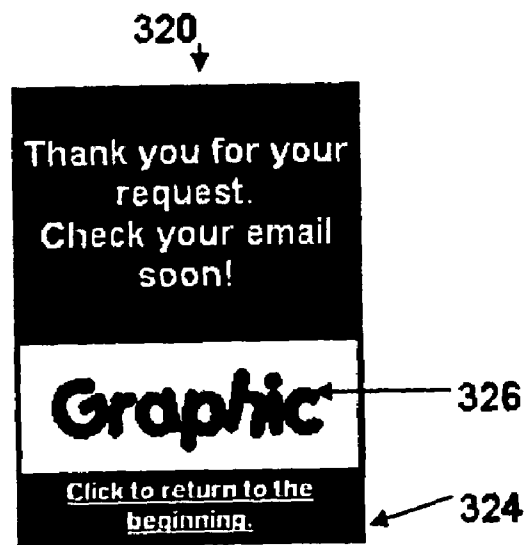 320
Thank you for your
request.
Check your email
soon!
Graphic
326
Click to return to the
beginning.
324